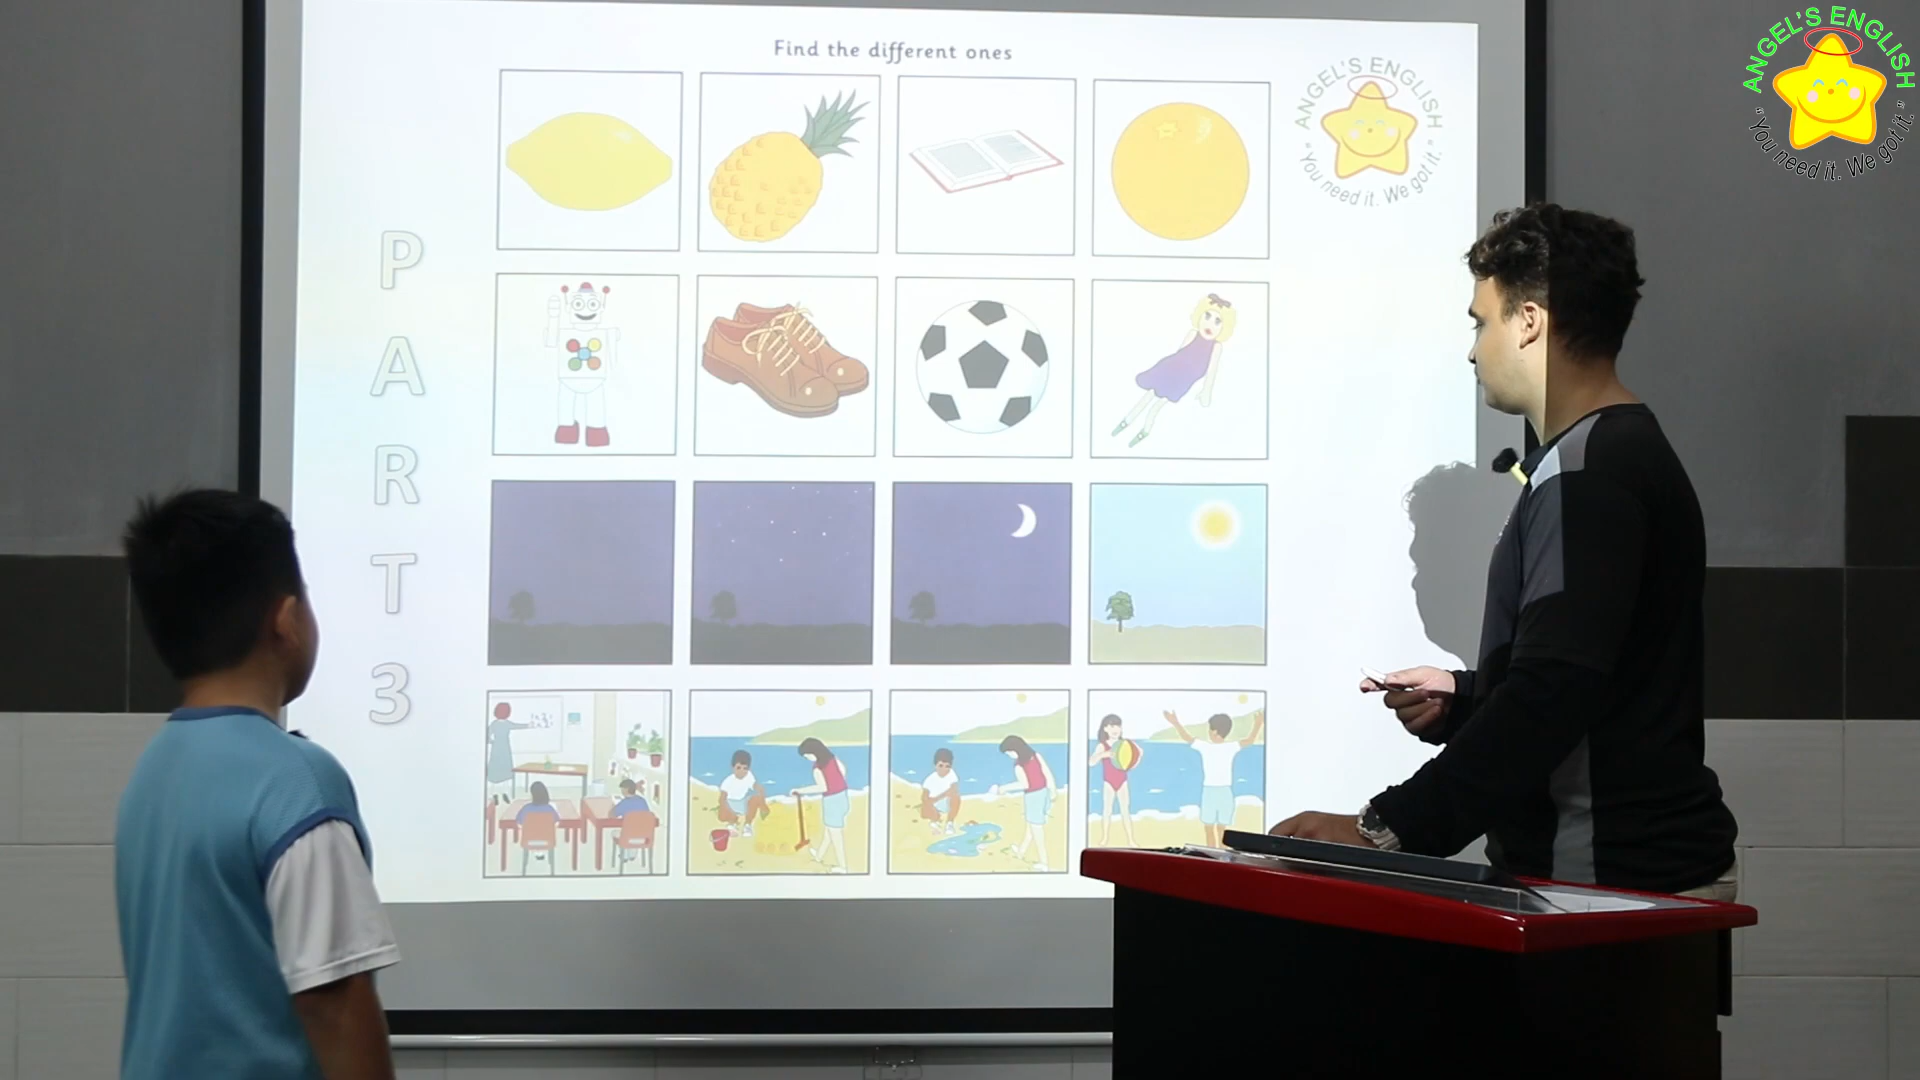 Find the different ones
ANGEL'S ENGLISH
"You need it. We got it."
PART 3
ANGEL'S ENGLISH
"You need it. We got it."